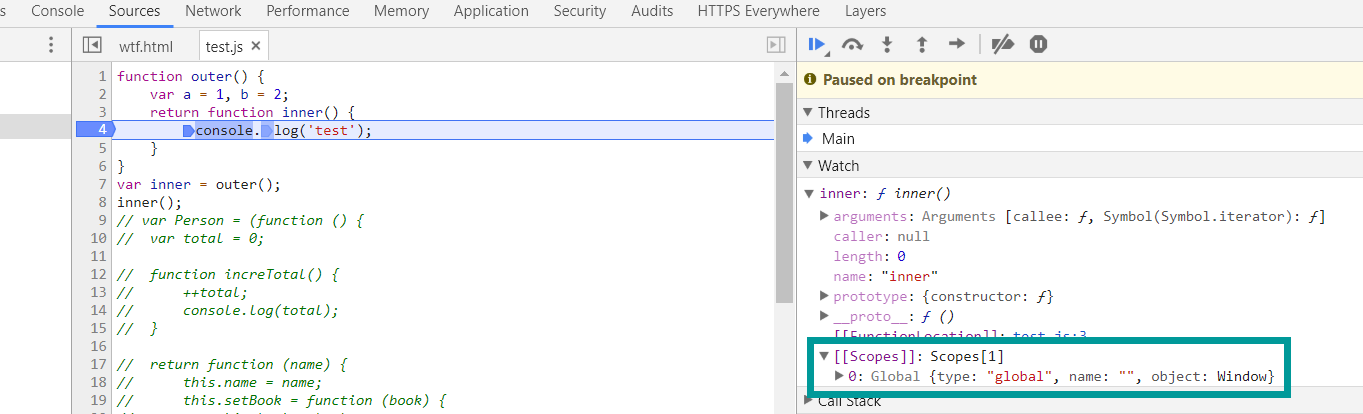 s Console Sources Network Performance Memory Application Security Audits HTTPS Everywhere Layers
wtf.html test.js ×
1 function outer() {
2 var a = 1, b = 2;
3 return function inner() {
4 console.log('test');
5 }
6 }
7 var inner = outer();
8 inner();
9 // var Person = (function () {
10 // var total = 0;
11
12 // function increTotal() {
13 // ++total;
14 // console.log(total);
15 // }
16
17 // return function (name) {
18 // this.name = name;
19 // this.setBook = function (book) {
Paused on breakpoint
Threads
Main
Watch
inner: ƒ inner()
arguments: Arguments [callee: ƒ, Symbol(Symbol.iterator): ƒ]
caller: null
length: 0
name: "inner"
prototype: {constructor: ƒ}
__proto__: ƒ ()
[[FunctionLocation]]: test.js:3
[[Scopes]]: Scopes[1]
0: Global {type: "global", name: "", object: Window}
Call Stack